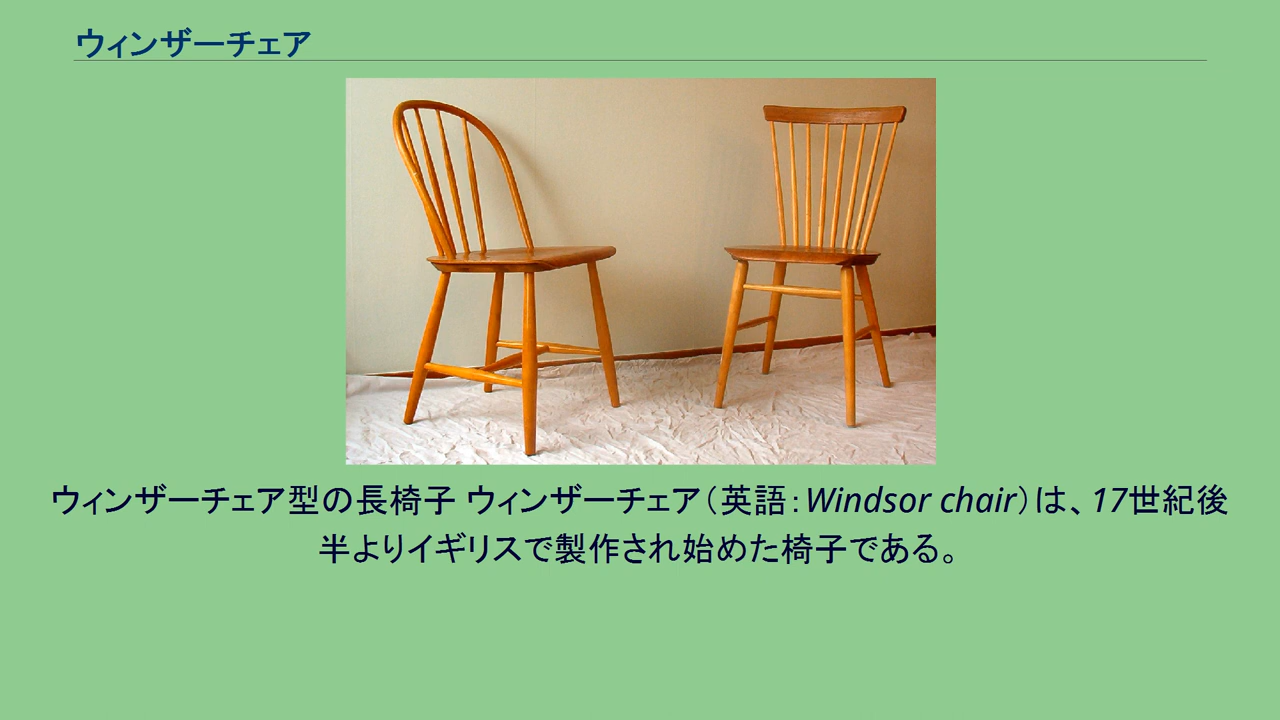 ウィンザーチェア
ウィンザーチェア型の長椅子 ウィンザーチェア（英語：Windsor chair）は、17世紀後
半よりイギリスで製作され始めた椅子である。